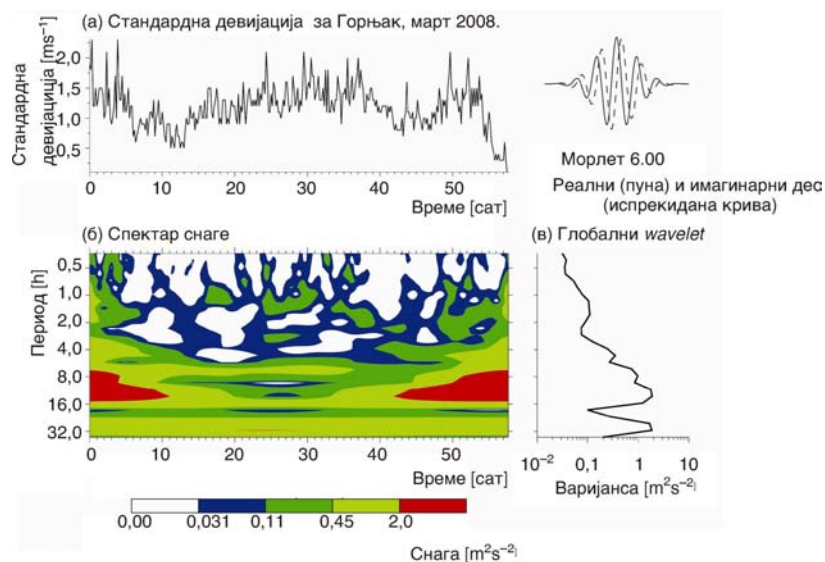 (а) Стандардна девијација за Горњак, март 2008.
Стандардна
девијациија [ms⁻¹]
2,0
1,5
1,0
0,5
0 10 20 30 40 50
Време [сат]
Морлет 6.00
Реални (пуна) и имагинарни дес
(испрекидана крива)
(б) Спектар снаге
Период [h]
0,5
1,0
2,0
4,0
8,0
16,0
32,0
0 10 20 30 40 50
Време [сат]
(в) Глобални wavelet
10⁻² 0,1 1 10
Варијанса [m²s⁻²]
0,00 0,031 0,11 0,45 2,0
Снага [m²s⁻²]